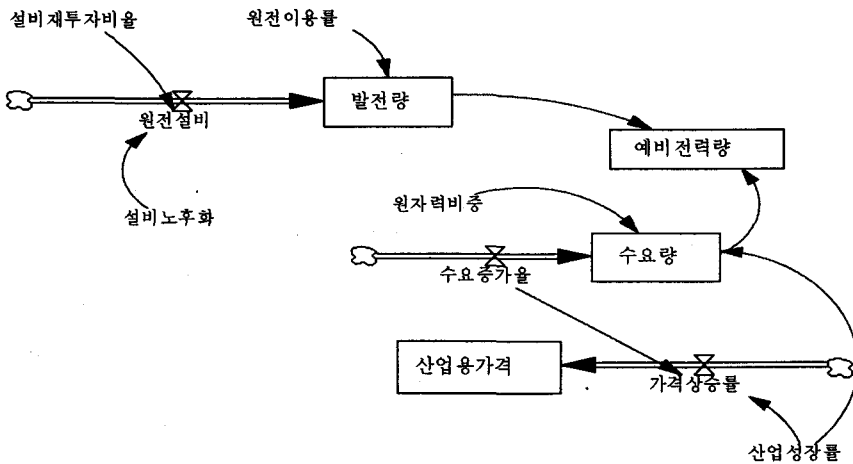 설비재투자비율
원전이용률
발전량
원전설비
예비전력량
설비노후화
원자력비중
수요량
수요증가율
산업용가격
가격상승률
산업성장률